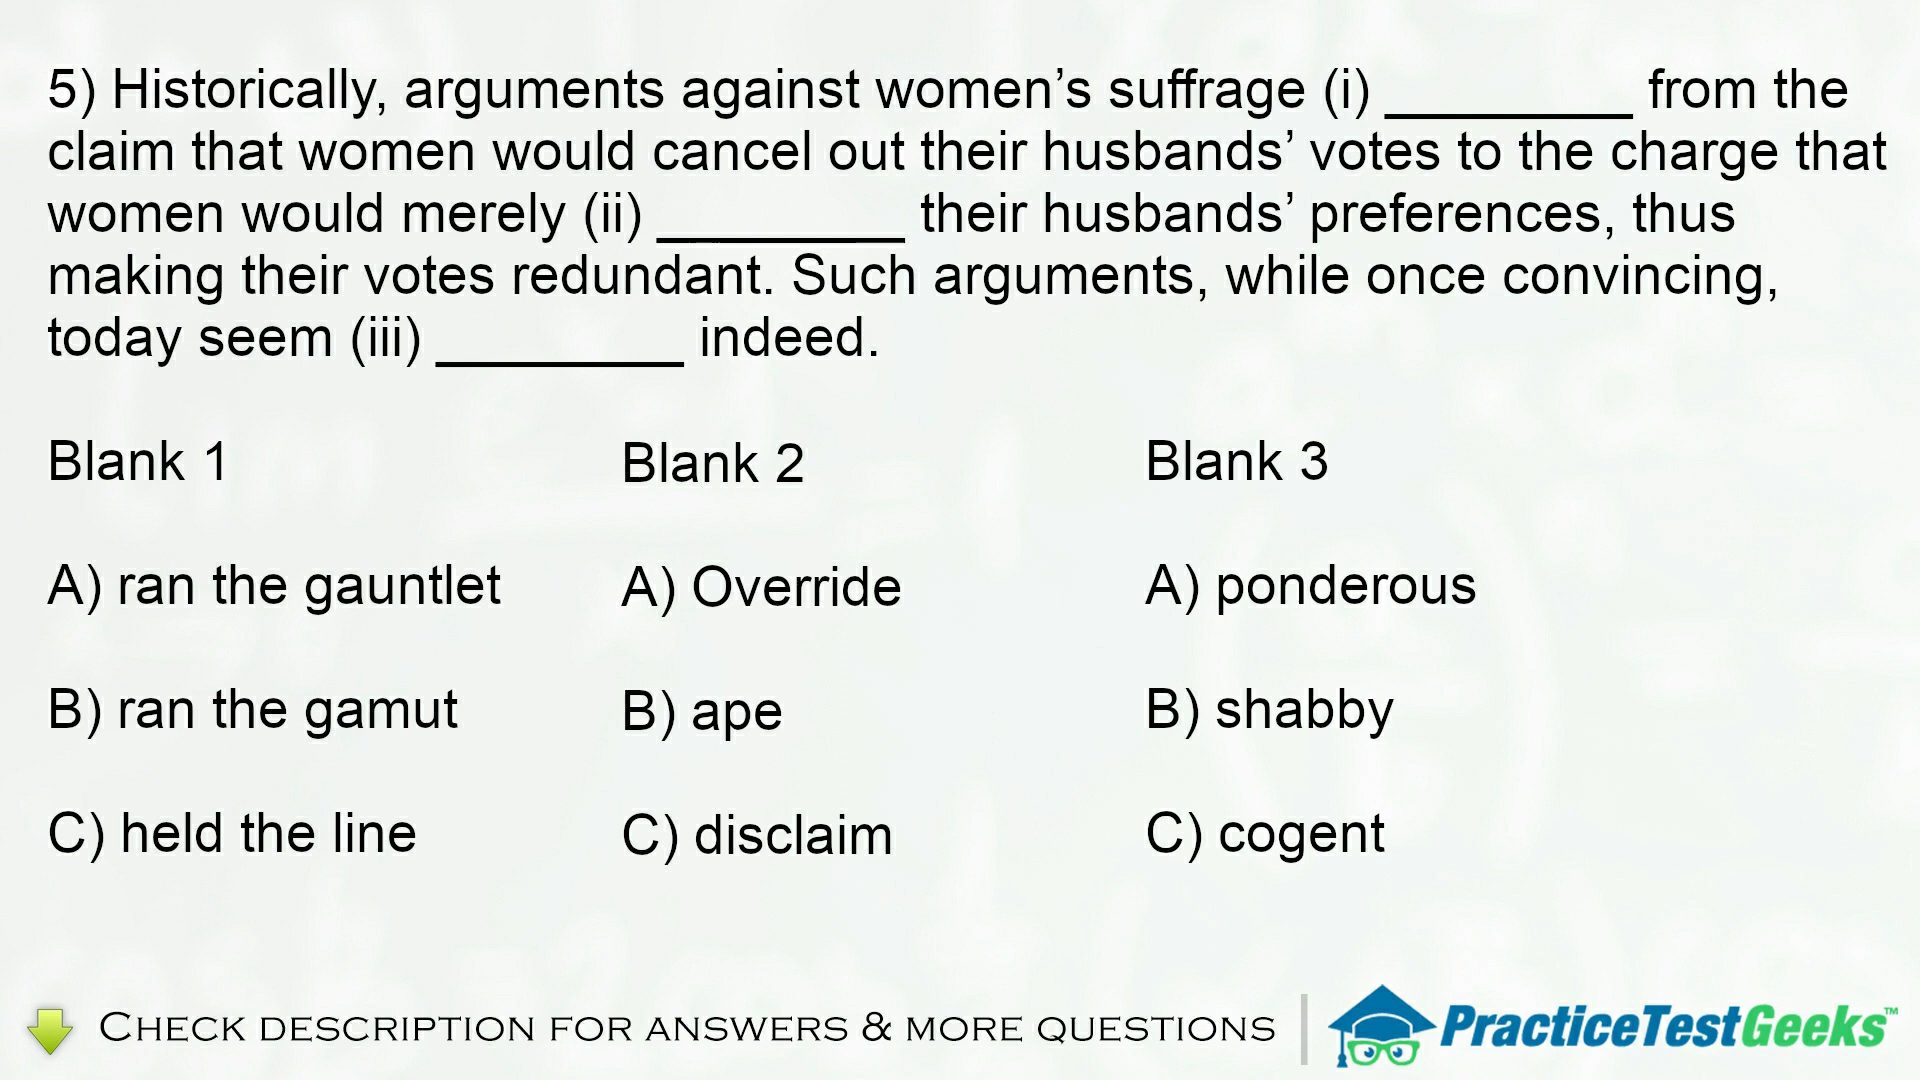 5) Historically, arguments against women’s suffrage (i) ________ from the
claim that women would cancel out their husbands’ votes to the charge that
women would merely (ii) ________ their husbands’ preferences, thus
making their votes redundant. Such arguments, while once convincing,
today seem (iii) ________ indeed.
Blank 1
Blank 2
Blank 3
A) ran the gauntlet
A) Override
A) ponderous
B) ran the gamut
B) ape
B) shabby
C) held the line
C) disclaim
C) cogent
CHECK DESCRIPTION FOR ANSWERS & MORE QUESTIONS
PracticeTestGeeks™